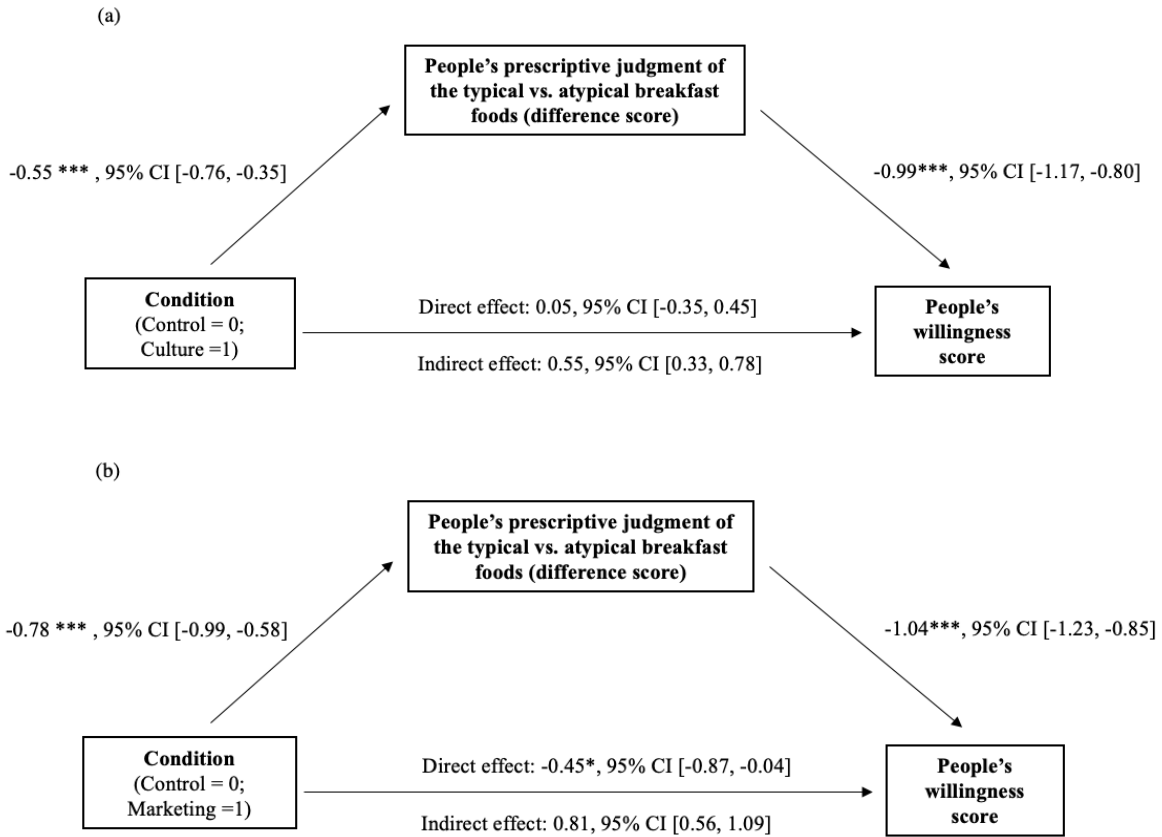 (a)
People's prescriptive judgment of
the typical vs. atypical breakfast
foods (difference score)
-0.55 *** , 95% CI [-0.76, -0.35]
-0.99***, 95% CI [-1.17, -0.80]
Condition
(Control = 0;
Culture =1)
Direct effect: 0.05, 95% CI [-0.35, 0.45]
Indirect effect: 0.55, 95% CI [0.33, 0.78]
People's
willingness
score
(b)
People's prescriptive judgment of
the typical vs. atypical breakfast
foods (difference score)
-0.78 *** , 95% CI [-0.99, -0.58]
-1.04***, 95% CI [-1.23, -0.85]
Condition
(Control = 0;
Marketing =1)
Direct effect: -0.45*, 95% CI [-0.87, -0.04]
Indirect effect: 0.81, 95% CI [0.56, 1.09]
People's
willingness
score